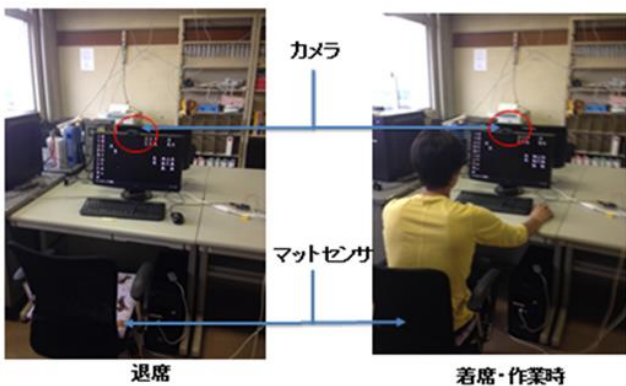 カメラ
マットセンサ
退席
着席・作業時